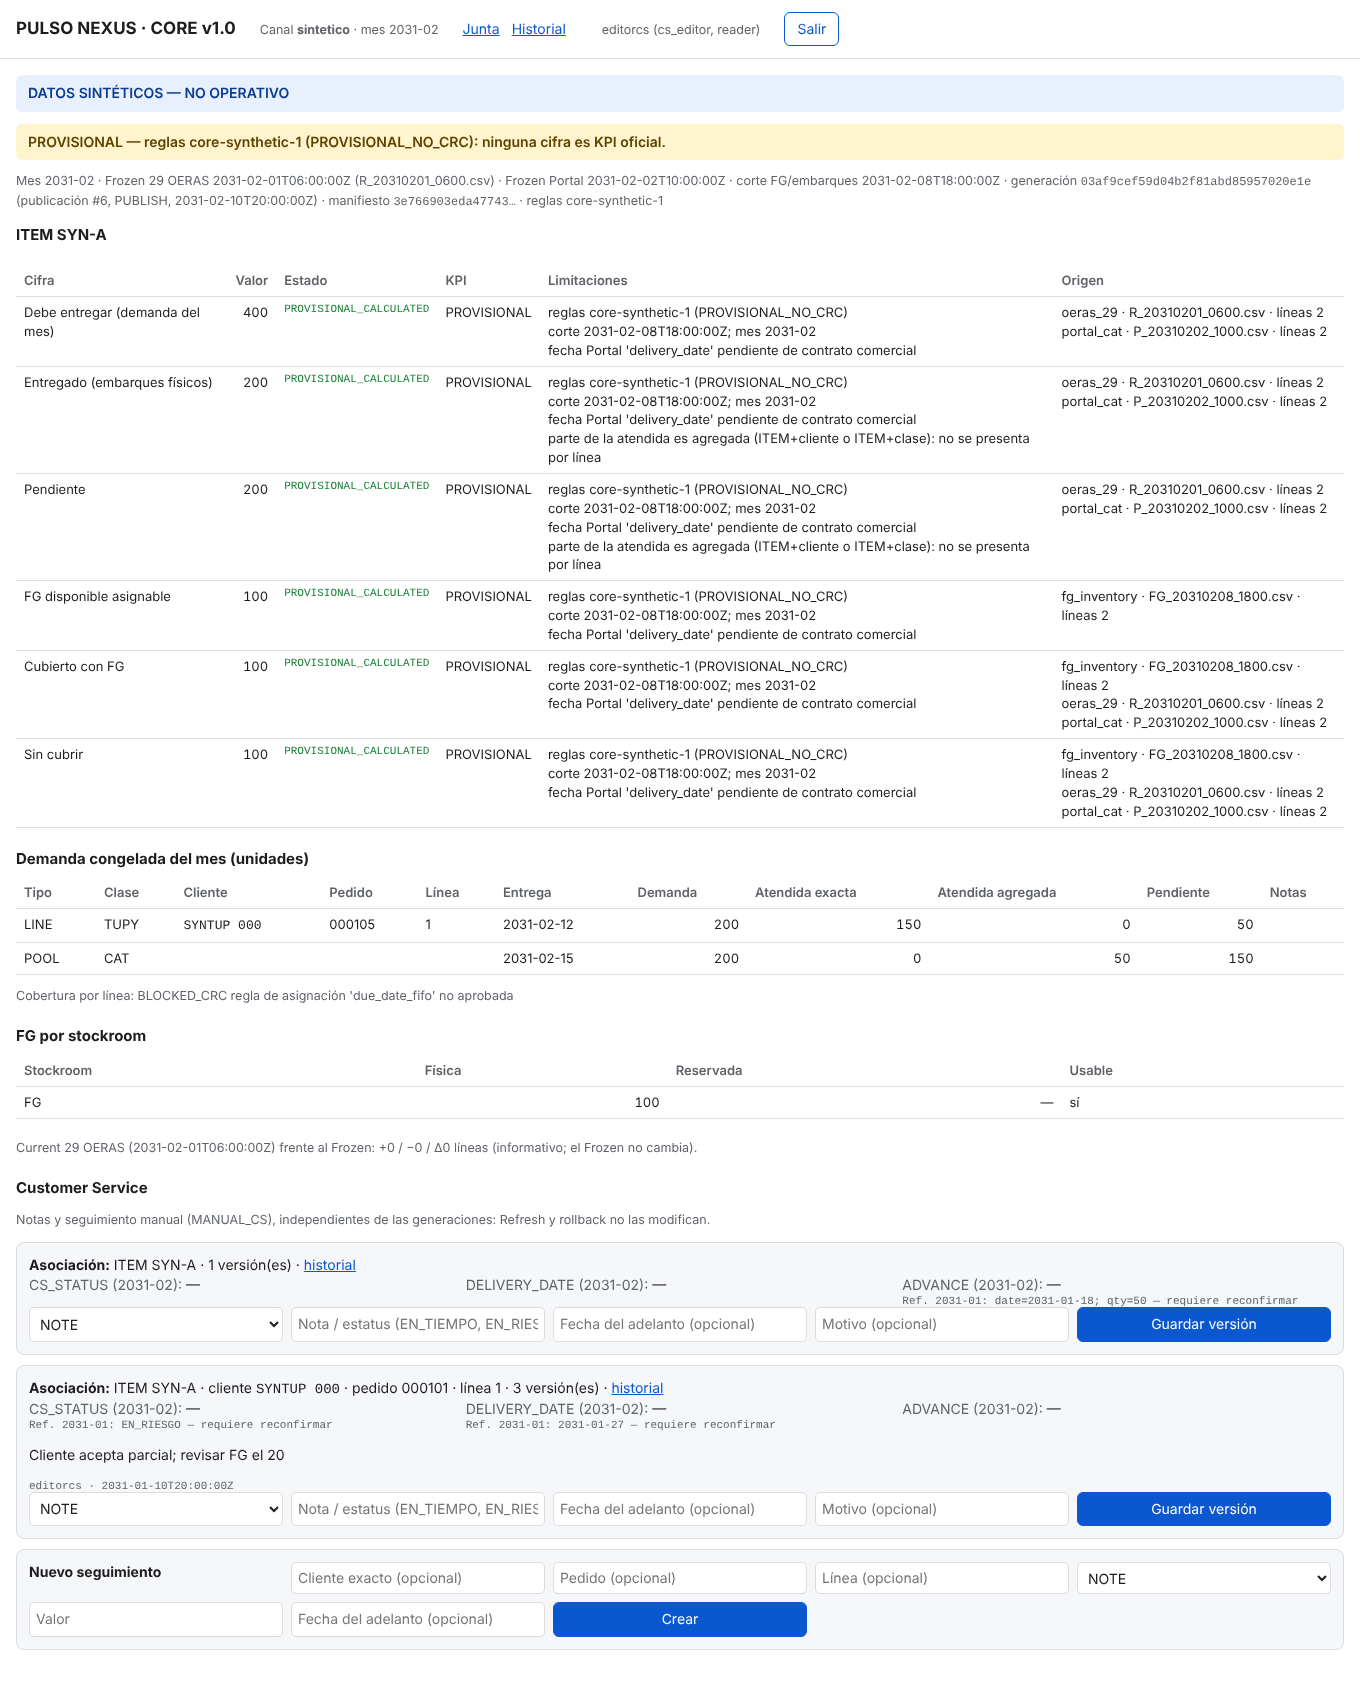 PULSO NEXUS · CORE v1.0 Canal sintetico · mes 2031-02 Junta Historial editorcs (cs_editor, reader) Salir
DATOS SINTÉTICOS — NO OPERATIVO
PROVISIONAL — reglas core-synthetic-1 (PROVISIONAL_NO_CRC): ninguna cifra es KPI oficial.
Mes 2031-02 · Frozen 29 OERAS 2031-02-01T06:00:00Z (R_20310201_0600.csv) · Frozen Portal 2031-02-02T10:00:00Z · corte FG/embarques 2031-02-08T18:00:00Z · generación 03af9cef59d04b2f81abd85957020e1e
(publicación #6, PUBLISH, 2031-02-10T20:00:00Z) · manifiesto 3e766903eda47743… · reglas core-synthetic-1
ITEM SYN-A
Cifra Valor Estado KPI Limitaciones Origen
Debe entregar (demanda del mes) 400 PROVISIONAL_CALCULATED PROVISIONAL reglas core-synthetic-1 (PROVISIONAL_NO_CRC) oeras_29 · R_20310201_0600.csv · líneas 2
corte 2031-02-08T18:00:00Z; mes 2031-02 portal_cat · P_20310202_1000.csv · líneas 2
fecha Portal 'delivery_date' pendiente de contrato comercial
Entregado (embarques físicos) 200 PROVISIONAL_CALCULATED PROVISIONAL reglas core-synthetic-1 (PROVISIONAL_NO_CRC) oeras_29 · R_20310201_0600.csv · líneas 2
corte 2031-02-08T18:00:00Z; mes 2031-02 portal_cat · P_20310202_1000.csv · líneas 2
fecha Portal 'delivery_date' pendiente de contrato comercial
parte de la atendida es agregada (ITEM+cliente o ITEM+clase): no se presenta
por línea
Pendiente 200 PROVISIONAL_CALCULATED PROVISIONAL reglas core-synthetic-1 (PROVISIONAL_NO_CRC) oeras_29 · R_20310201_0600.csv · líneas 2
corte 2031-02-08T18:00:00Z; mes 2031-02 portal_cat · P_20310202_1000.csv · líneas 2
fecha Portal 'delivery_date' pendiente de contrato comercial
parte de la atendida es agregada (ITEM+cliente o ITEM+clase): no se presenta
por línea
FG disponible asignable 100 PROVISIONAL_CALCULATED PROVISIONAL reglas core-synthetic-1 (PROVISIONAL_NO_CRC) fg_inventory · FG_20310208_1800.csv ·
corte 2031-02-08T18:00:00Z; mes 2031-02 líneas 2
fecha Portal 'delivery_date' pendiente de contrato comercial
Cubierto con FG 100 PROVISIONAL_CALCULATED PROVISIONAL reglas core-synthetic-1 (PROVISIONAL_NO_CRC) fg_inventory · FG_20310208_1800.csv ·
corte 2031-02-08T18:00:00Z; mes 2031-02 líneas 2
fecha Portal 'delivery_date' pendiente de contrato comercial oeras_29 · R_20310201_0600.csv · líneas 2
portal_cat · P_20310202_1000.csv · líneas 2
Sin cubrir 100 PROVISIONAL_CALCULATED PROVISIONAL reglas core-synthetic-1 (PROVISIONAL_NO_CRC) fg_inventory · FG_20310208_1800.csv ·
corte 2031-02-08T18:00:00Z; mes 2031-02 líneas 2
fecha Portal 'delivery_date' pendiente de contrato comercial oeras_29 · R_20310201_0600.csv · líneas 2
portal_cat · P_20310202_1000.csv · líneas 2
Demanda congelada del mes (unidades)
Tipo Clase Cliente Pedido Línea Entrega Demanda Atendida exacta Atendida agregada Pendiente Notas
LINE TUPY SYNTUP 000 000105 1 2031-02-12 200 150 0 50
POOL CAT 2031-02-15 200 0 50 150
Cobertura por línea: BLOCKED_CRC regla de asignación 'due_date_fifo' no aprobada
FG por stockroom
Stockroom Física Reservada Usable
FG 100 — sí
Current 29 OERAS (2031-02-01T06:00:00Z) frente al Frozen: +0 / −0 / Δ0 líneas (informativo; el Frozen no cambia).
Customer Service
Notas y seguimiento manual (MANUAL_CS), independientes de las generaciones: Refresh y rollback no las modifican.
Asociación: ITEM SYN-A · 1 versión(es) · historial
CS_STATUS (2031-02): — DELIVERY_DATE (2031-02): — ADVANCE (2031-02): —
Ref. 2031-01: date=2031-01-18; qty=50 — requiere reconfirmar
NOTE Nota / estatus (EN_TIEMPO, EN_RIES Fecha del adelanto (opcional) Motivo (opcional) Guardar versión
Asociación: ITEM SYN-A · cliente SYNTUP 000 · pedido 000101 · línea 1 · 3 versión(es) · historial
CS_STATUS (2031-02): — DELIVERY_DATE (2031-02): — ADVANCE (2031-02): —
Ref. 2031-01: EN_RIESGO — requiere reconfirmar Ref. 2031-01: 2031-01-27 — requiere reconfirmar
Cliente acepta parcial; revisar FG el 20
editorcs · 2031-01-10T20:00:00Z
NOTE Nota / estatus (EN_TIEMPO, EN_RIES Fecha del adelanto (opcional) Motivo (opcional) Guardar versión
Nuevo seguimiento Cliente exacto (opcional) Pedido (opcional) Línea (opcional) NOTE
Valor Fecha del adelanto (opcional) Crear